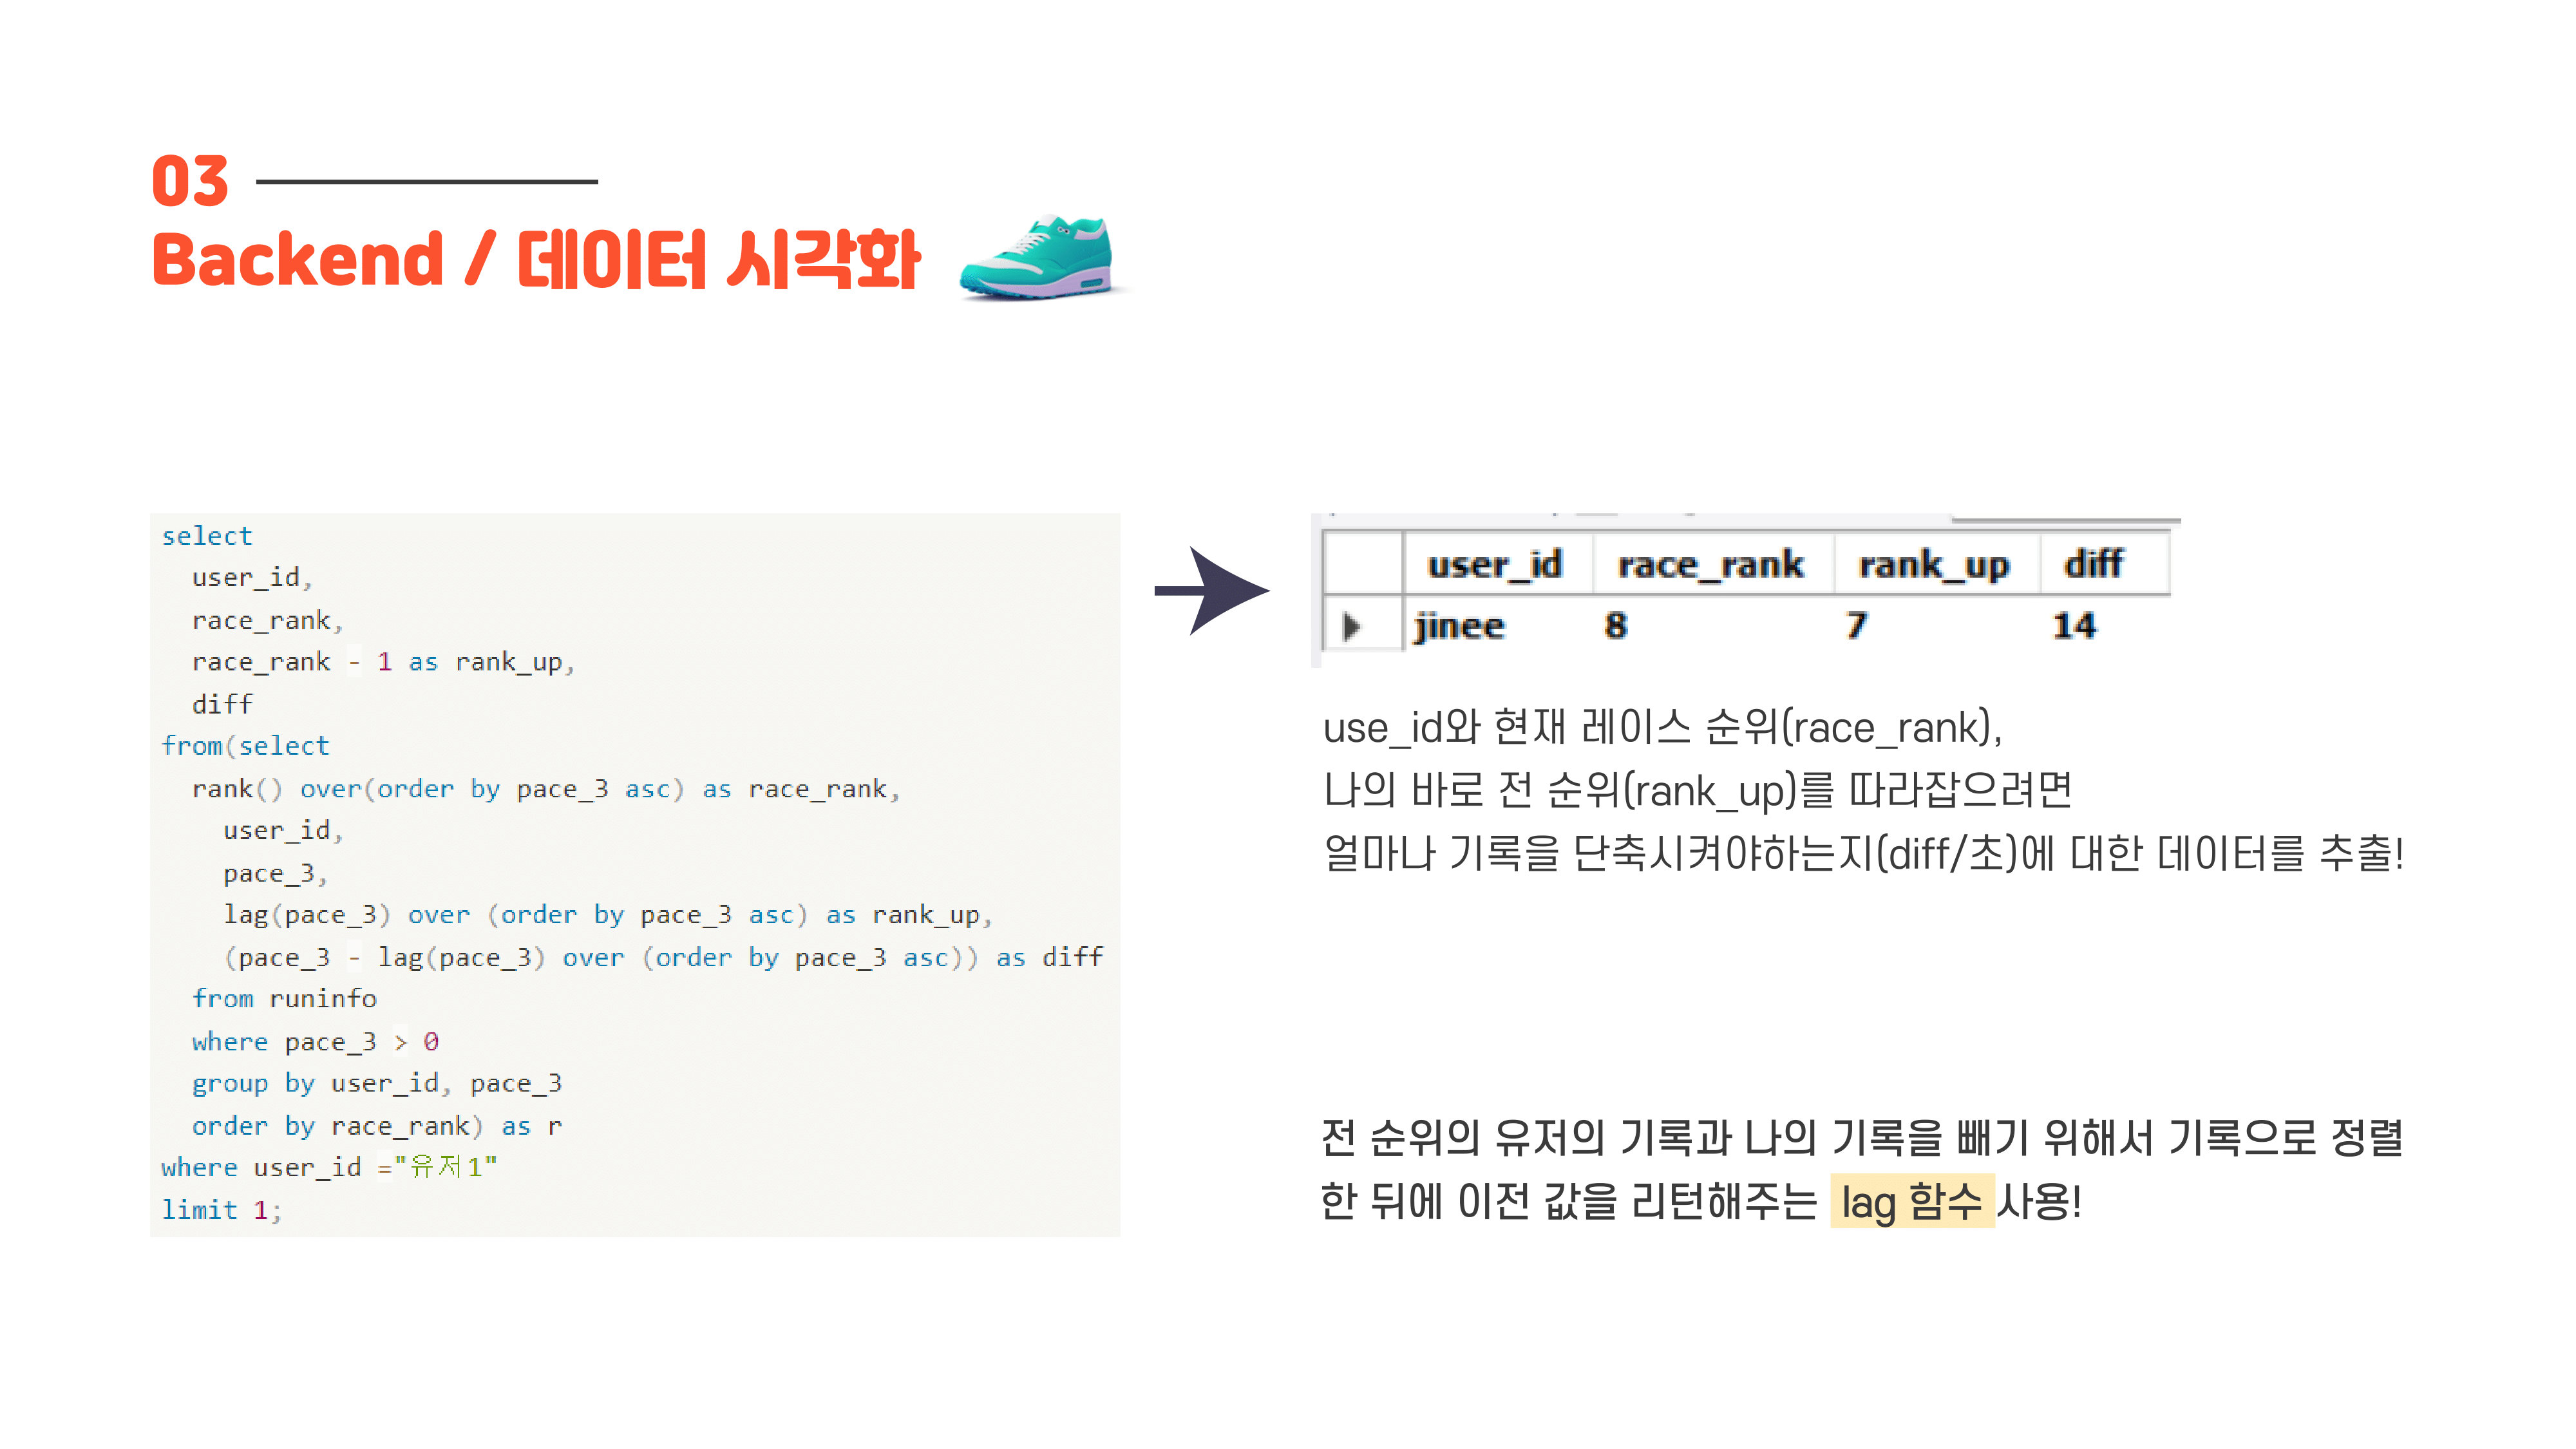 03
Backend / 데이터 시각화
select
user_id,
race_rank,
race_rank - 1 as rank_up,
diff
from(select
rank() over(order by pace_3 asc) as race_rank,
user_id,
pace_3,
lag(pace_3) over (order by pace_3 asc) as rank_up,
(pace_3 - lag(pace_3) over (order by pace_3 asc)) as diff
from runinfo
where pace_3 > 0
group by user_id, pace_3
order by race_rank) as r
where user_id ="유저1"
limit 1;
user_id race_rank rank_up diff
jinee 8 7 14
use_id와 현재 레이스 순위(race_rank),
나의 바로 전 순위(rank_up)를 따라잡으려면
얼마나 기록을 단축시켜야하는지(diff/초)에 대한 데이터를 추출!
전 순위의 유저의 기록과 나의 기록을 빼기 위해서 기록으로 정렬
한 뒤에 이전 값을 리턴해주는 lag 함수 사용!